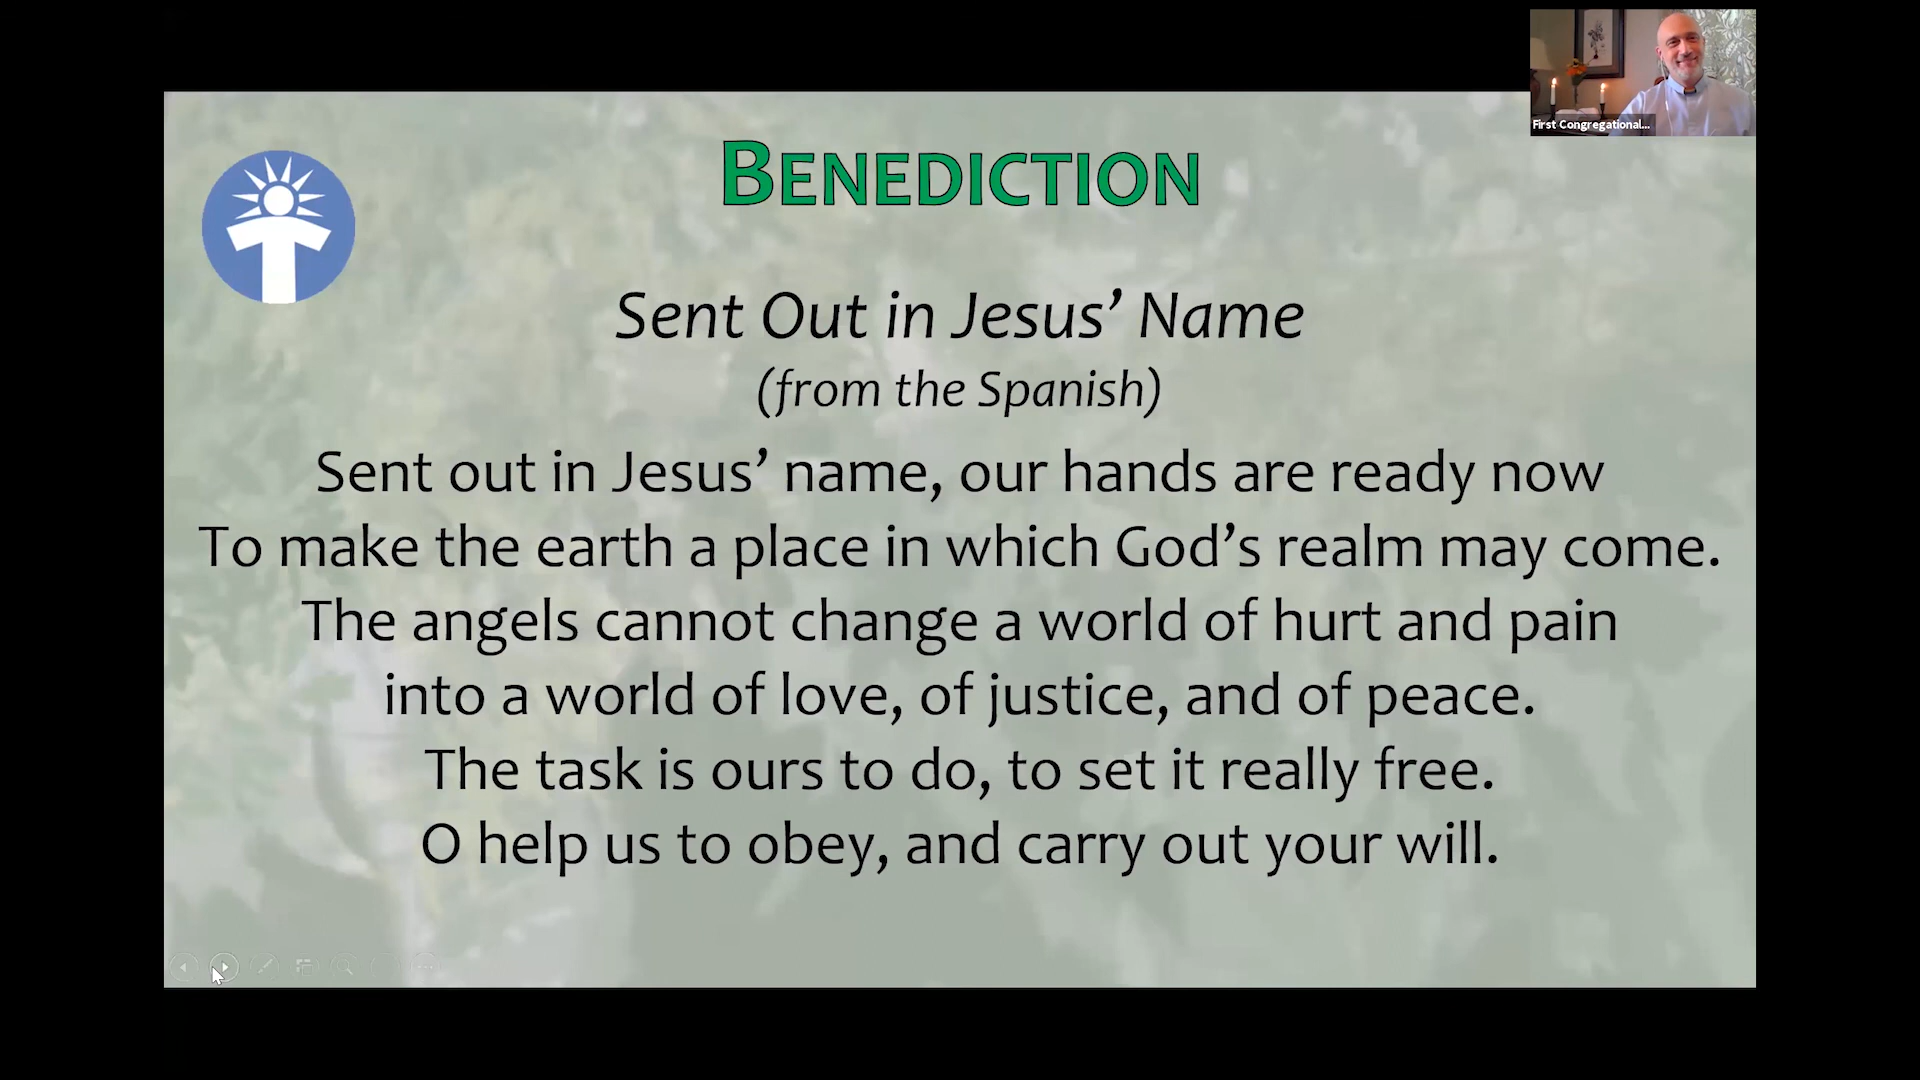 First Congregational...
BENEDICTION
Sent Out in Jesus’ Name
(from the Spanish)
Sent out in Jesus’ name, our hands are ready now
To make the earth a place in which God’s realm may come.
The angels cannot change a world of hurt and pain
into a world of love, of justice, and of peace.
The task is ours to do, to set it really free.
O help us to obey, and carry out your will.